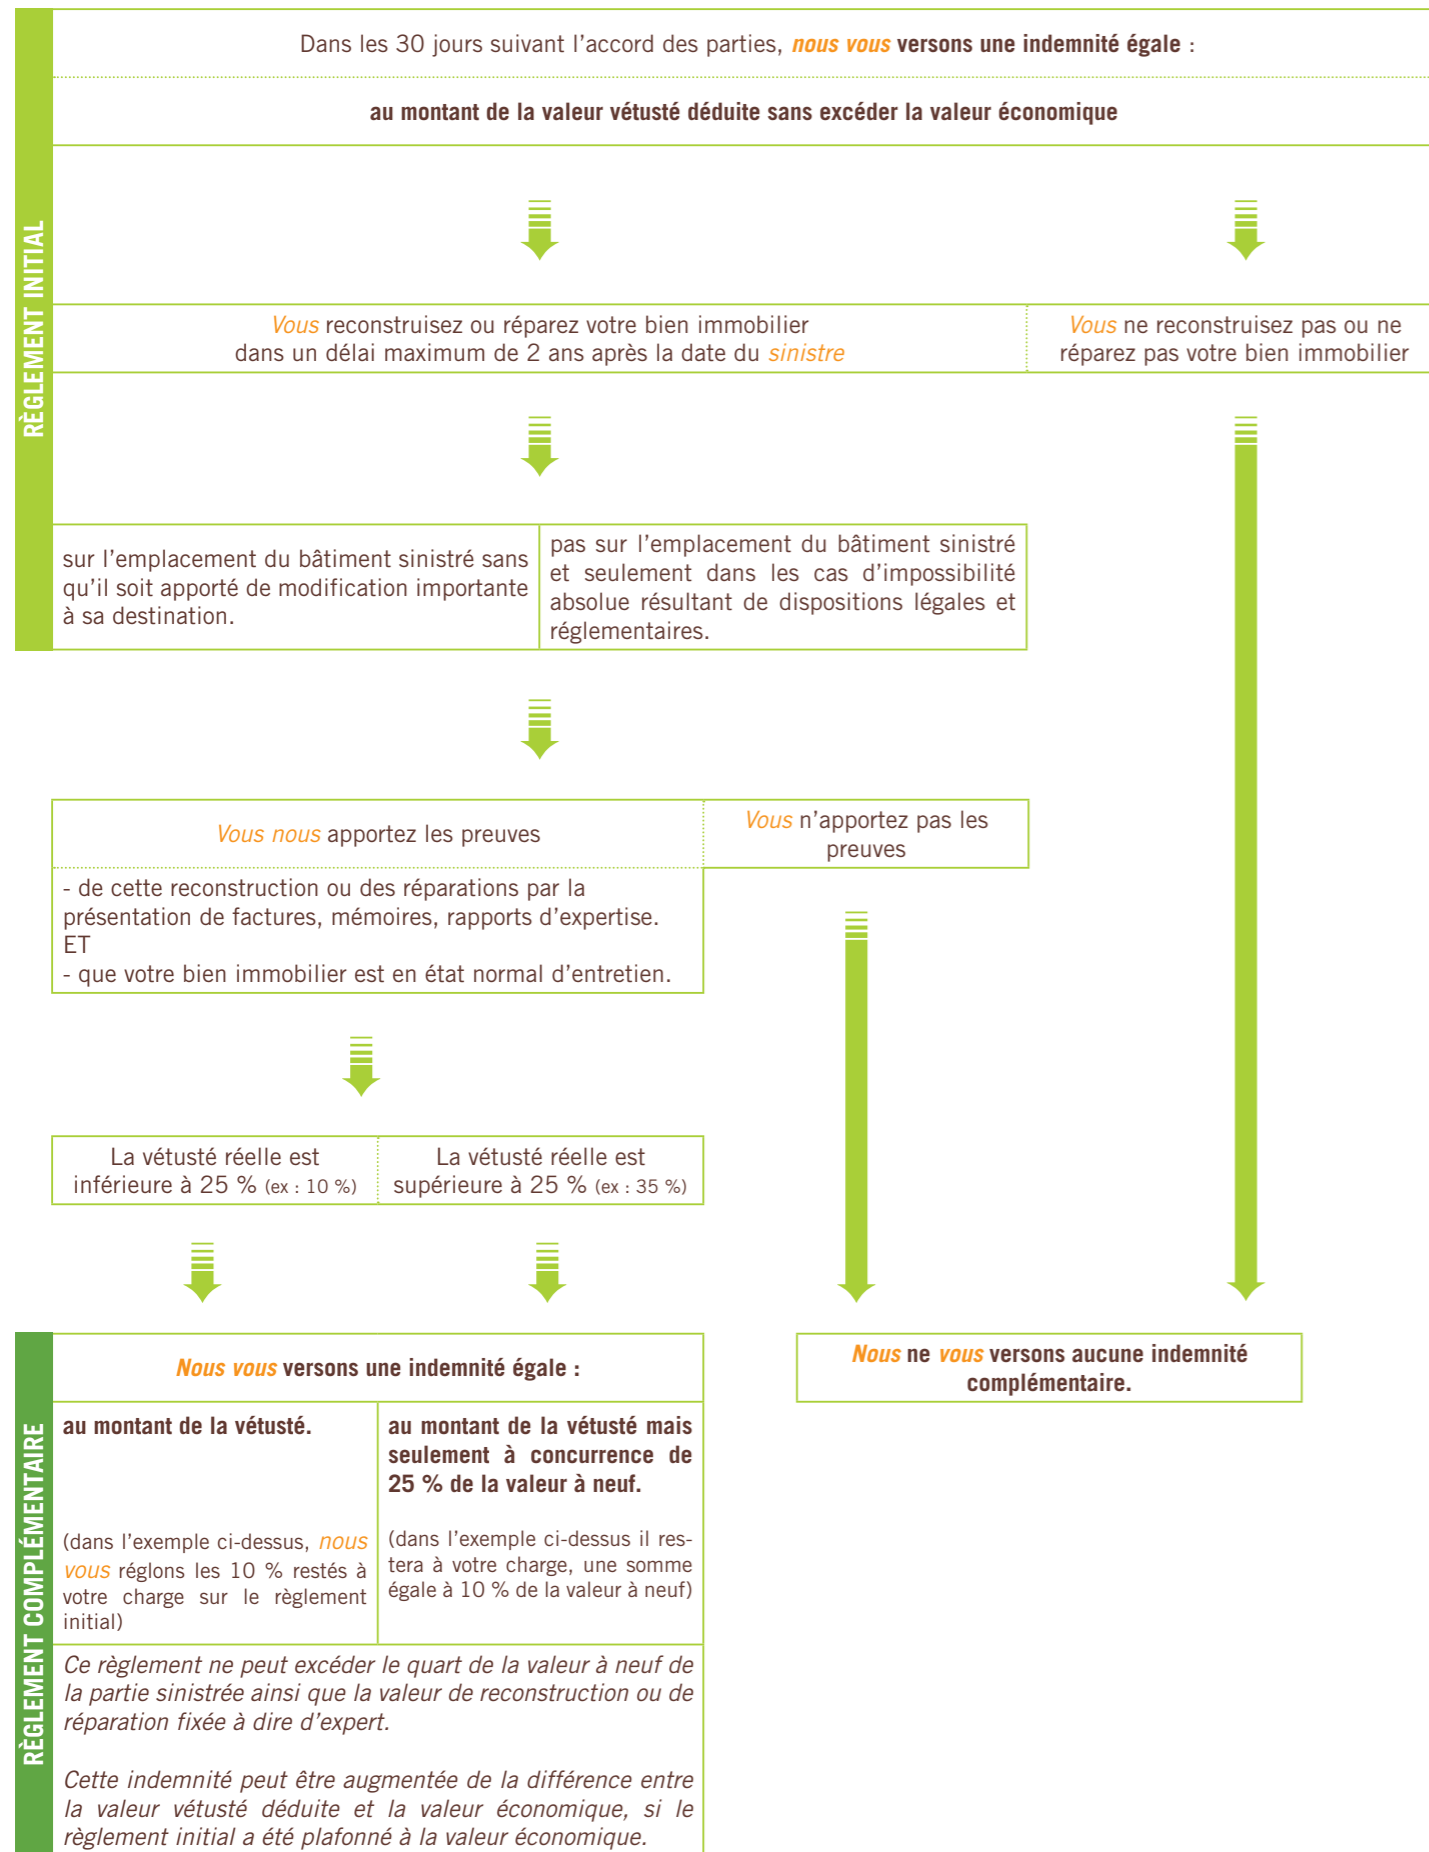 RÈGLEMENT INITIAL
Dans les 30 jours suivant l’accord des parties, nous vous versons une indemnité égale :
au montant de la valeur vétusté déduite sans excéder la valeur économique
Vous reconstruisez ou réparez votre bien immobilier
dans un délai maximum de 2 ans après la date du sinistre
Vous ne reconstruisez pas ou ne
réparez pas votre bien immobilier
sur l’emplacement du bâtiment sinistré sans
qu’il soit apporté de modification importante
à sa destination.
pas sur l’emplacement du bâtiment sinistré
et seulement dans les cas d’impossibilité
absolue résultant de dispositions légales et
réglementaires.
Vous nous apportez les preuves
- de cette reconstruction ou des réparations par la
présentation de factures, mémoires, rapports d’expertise.
ET
- que votre bien immobilier est en état normal d’entretien.
Vous n’apportez pas les
preuves
La vétusté réelle est
inférieure à 25 % (ex : 10 %)
La vétusté réelle est
supérieure à 25 % (ex : 35 %)
RÈGLEMENT COMPLÉMENTAIRE
Nous vous versons une indemnité égale :
au montant de la vétusté.
(dans l’exemple ci-dessus, nous
vous réglons les 10 % restés à
votre charge sur le règlement
initial)
au montant de la vétusté mais
seulement à concurrence de
25 % de la valeur à neuf.
(dans l’exemple ci-dessus il res-
tera à votre charge, une somme
égale à 10 % de la valeur à neuf)
Ce règlement ne peut excéder le quart de la valeur à neuf de
la partie sinistrée ainsi que la valeur de reconstruction ou de
réparation fixée à dire d’expert.
Cette indemnité peut être augmentée de la différence entre
la valeur vétusté déduite et la valeur économique, si le
règlement initial a été plafonné à la valeur économique.
Nous ne vous versons aucune indemnité
complémentaire.